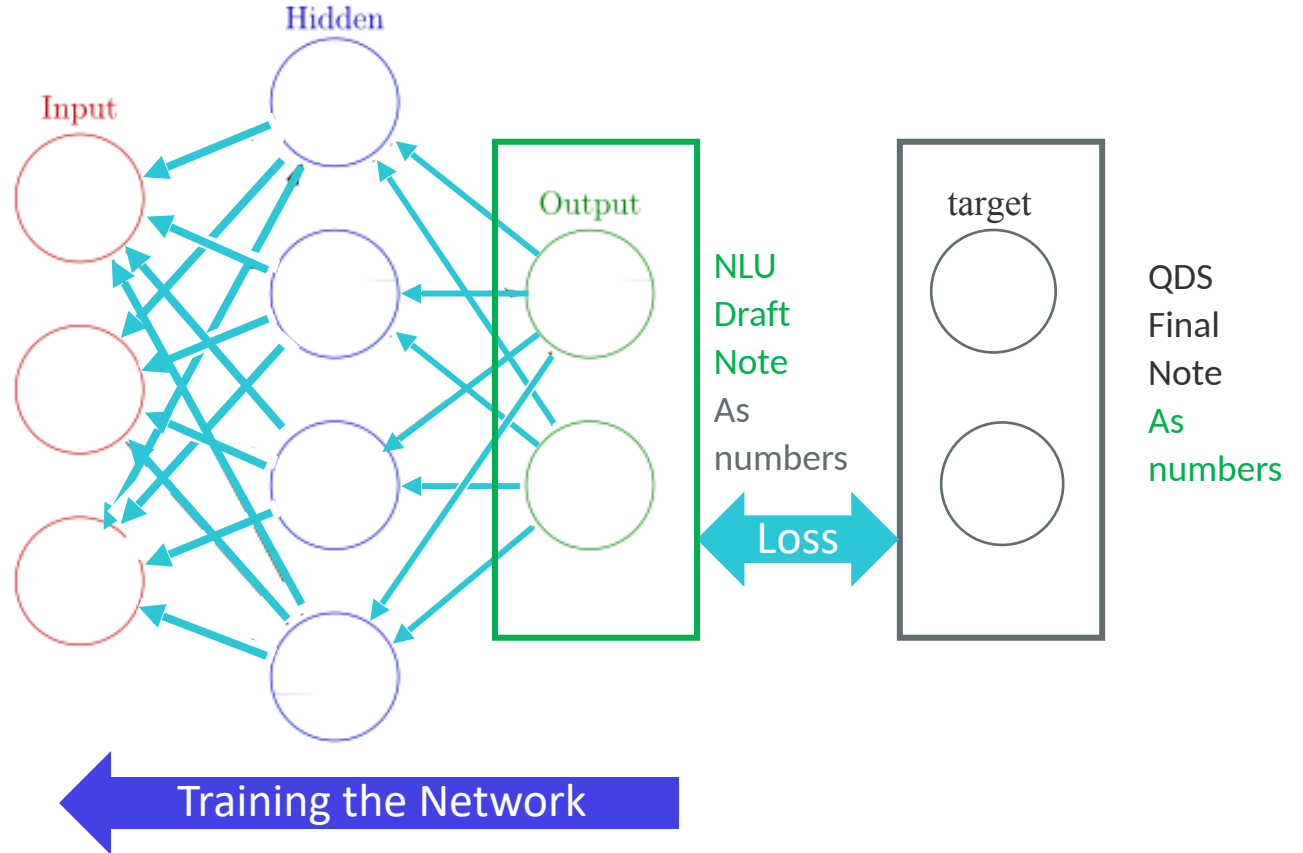 Hidden
Input
Output
target
NLU
Draft
Note
As
numbers
QDS
Final
Note
As
numbers
Loss
Training the Network